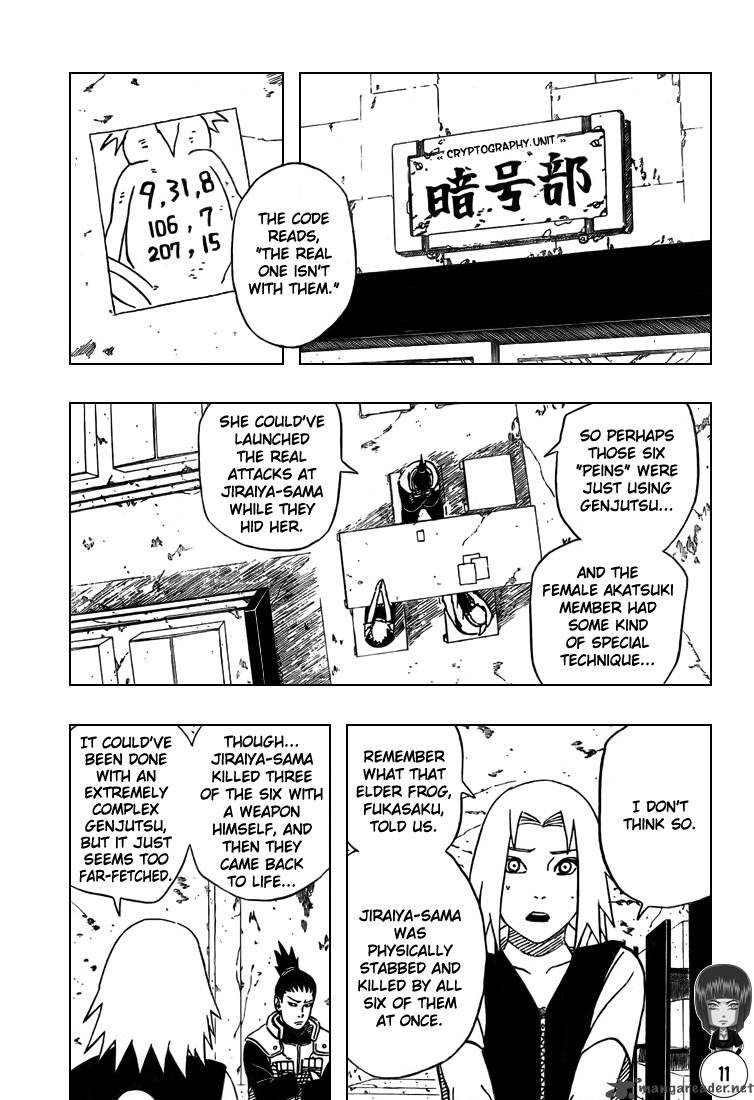 " CRYPTOGRAPHY UNIT "
暗号部
THE CODE
READS,
"THE REAL
ONE ISN'T
WITH THEM."
9,31,8
106,7
207,15
SO PERHAPS
THOSE SIX
"PEINS" WERE
JUST USING
GENJUTSU...
AND THE
FEMALE AKATSUKI
MEMBER HAD
SOME KIND
OF SPECIAL
TECHNIQUE...
SHE COULD'VE
LAUNCHED
THE REAL
ATTACKS AT
JIRAIYA-SAMA
WHILE THEY
HID HER.
I DON'T
THINK SO.
REMEMBER
WHAT THAT
ELDER FROG,
FUKASAKU,
TOLD US.
JIRAIYA-SAMA
WAS
PHYSICALLY
STABBED AND
KILLED BY ALL
SIX OF THEM
AT ONCE.
THOUGH...
JIRAIYA-SAMA
KILLED THREE
OF THE SIX WITH
A WEAPON
HIMSELF, AND
THEN THEY
CAME BACK
TO LIFE...
IT COULD'VE
BEEN DONE
WITH AN
EXTREMELY
COMPLEX
GENJUTSU,
BUT IT JUST
SEEMS TOO
FAR-FETCHED.
11
mangareader.net